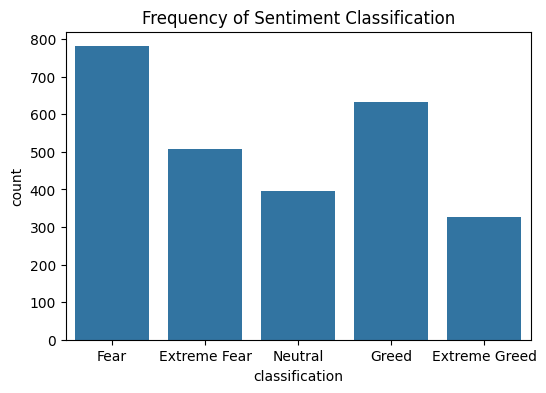 Frequency of Sentiment Classification
800
700
600
500
400
300
200
100
0
count
Fear
Extreme Fear
Neutral
Greed
Extreme Greed
classification